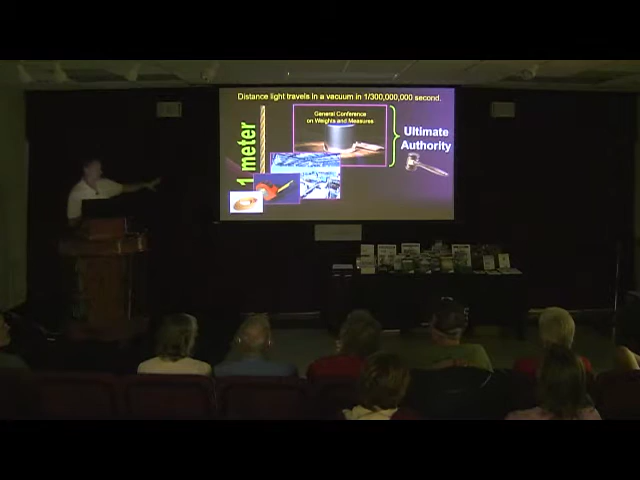 Distance light travels in a vacuum in 1/300,000,000 second.
General Conference
on Weights and Measures
1 meter
Ultimate
Authority